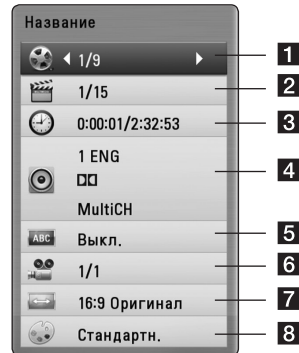 Название
1/9
1
1/15
2
0:00:01/2:32:53
3
1 ENG
MultiCH
4
ABC
Выкл.
5
1/1
6
16:9 Оригинал
7
Стандартн.
8